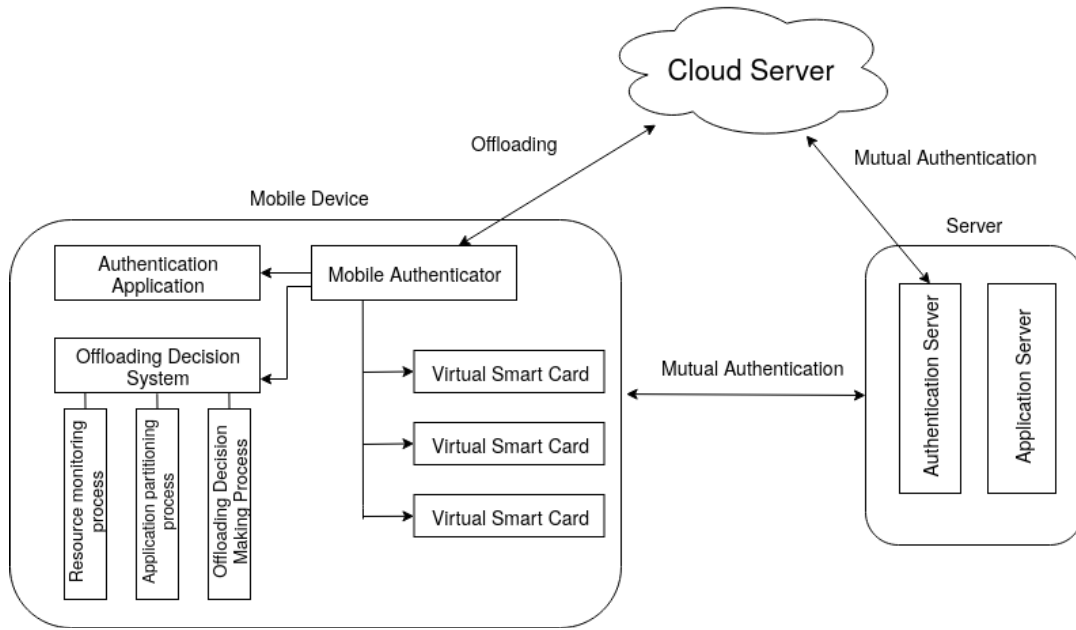 Cloud Server
Offloading
Mutual Authentication
Mobile Device
Server
Authentication
Application
Mobile Authenticator
Offloading Decision
System
Resource monitoring
process
Application partitioning
process
Offloading Decision
Making Process
Virtual Smart Card
Virtual Smart Card
Virtual Smart Card
Mutual Authentication
Authentication Server
Application Server